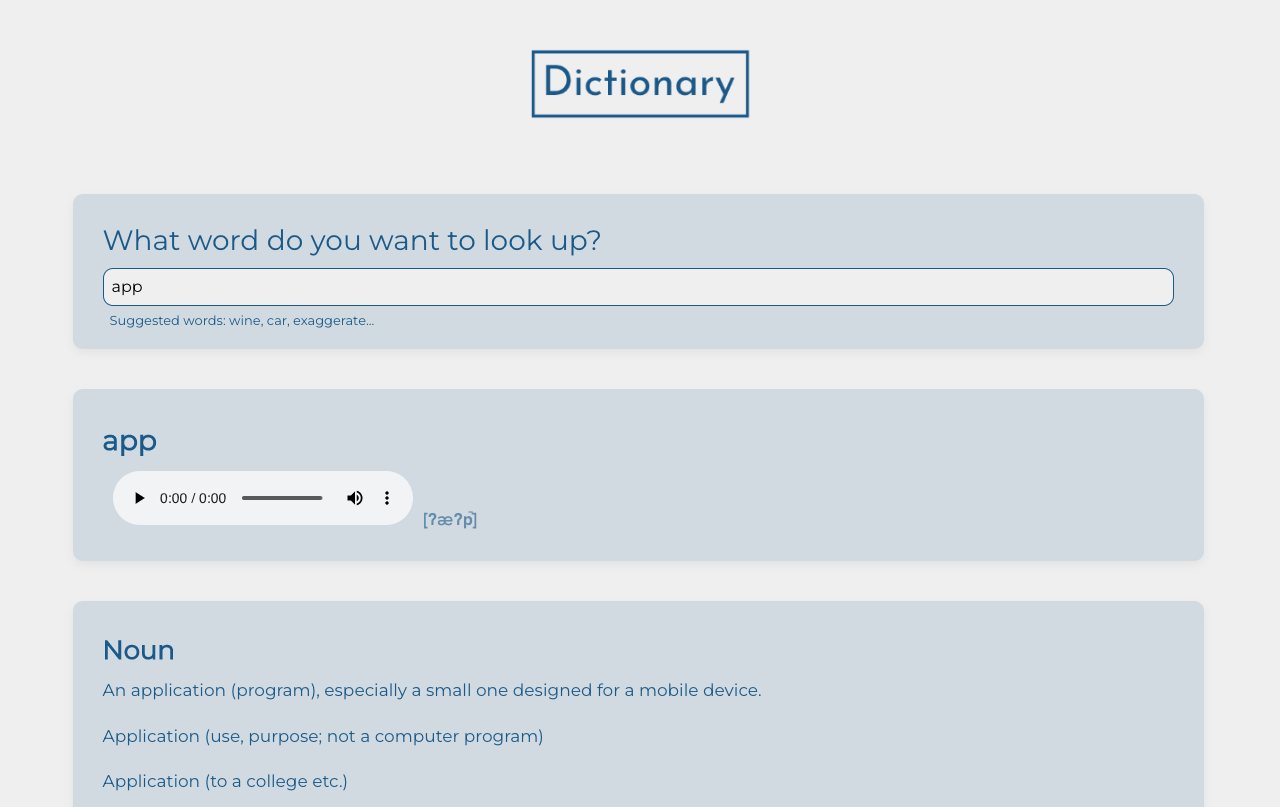 Dictionary
What word do you want to look up?
app
Suggested words: wine, car, exaggerate...
app
0:00 / 0:00
[ʔæʔp̚]
Noun
An application (program), especially a small one designed for a mobile device.
Application (use, purpose; not a computer program)
Application (to a college etc.)